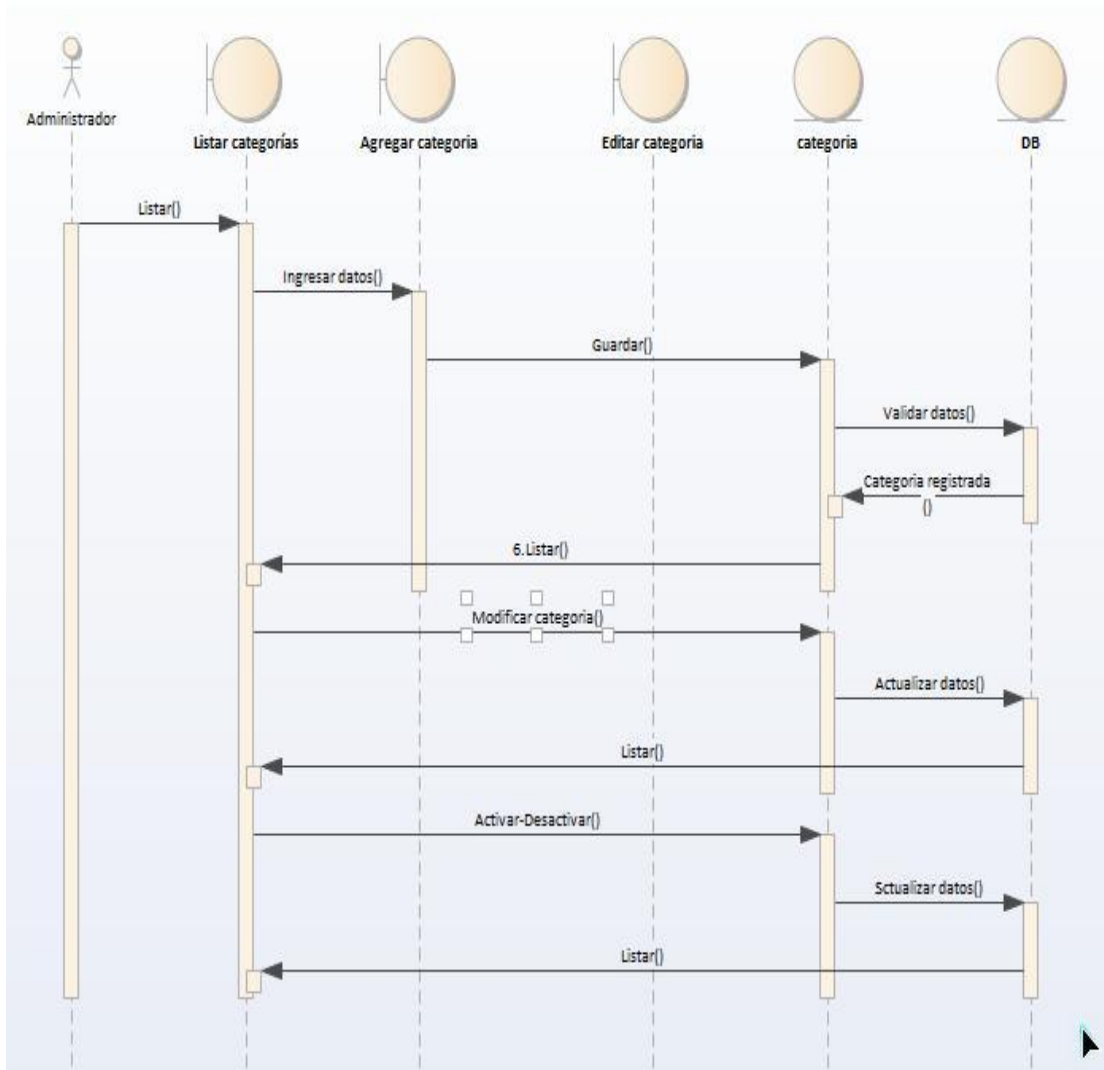 Administrador
Listar categorías
Agregar categoria
Editar categoria
categoria
DB
Listar()
Ingresar datos()
Guardar()
Validar datos()
Categoria registrada
()
6.Listar()
Modificar categoria()
Actualizar datos()
Listar()
Activar-Desactivar()
Sctualizar datos()
Listar()